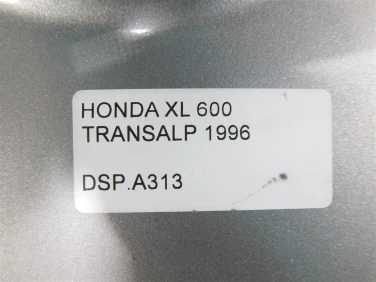 HONDA XL 600
TRANSALP 1996
DSP.A313